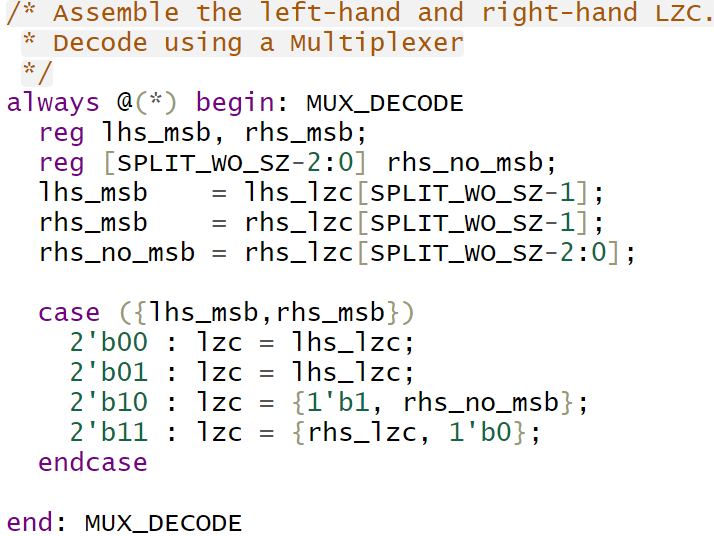 /* Assemble the left-hand and right-hand LZC.
 * Decode using a Multiplexer
 */
always @(*) begin: MUX_DECODE
  reg lhs_msb, rhs_msb;
  reg [SPLIT_WO_SZ-2:0] rhs_no_msb;
  lhs_msb    = lhs_lzc[SPLIT_WO_SZ-1];
  rhs_msb    = rhs_lzc[SPLIT_WO_SZ-1];
  rhs_no_msb = rhs_lzc[SPLIT_WO_SZ-2:0];

  case ({lhs_msb,rhs_msb})
    2'b00 : lzc = lhs_lzc;
    2'b01 : lzc = lhs_lzc;
    2'b10 : lzc = {1'b1, rhs_no_msb};
    2'b11 : lzc = {rhs_lzc, 1'b0};
  endcase

end: MUX_DECODE